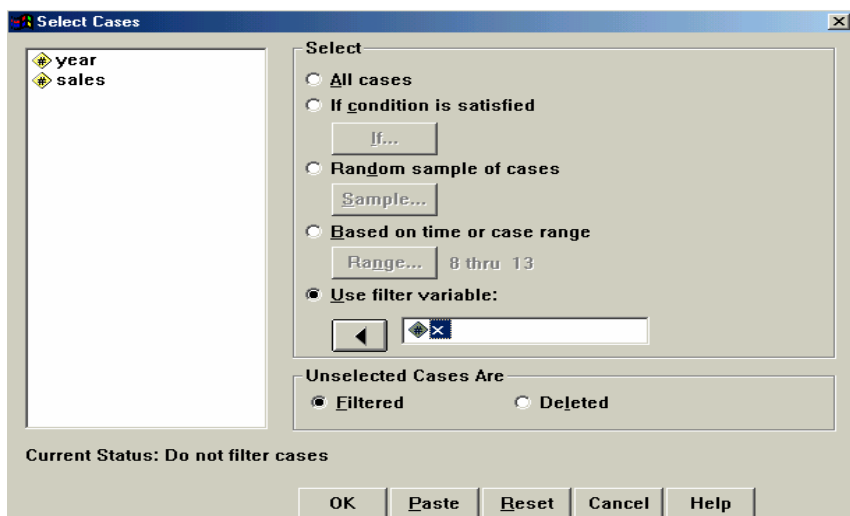 Select Cases
year
sales
Select
All cases
If condition is satisfied
If...
Random sample of cases
Sample...
Based on time or case range
Range... 8 thru 13
Use filter variable:
x
Unselected Cases Are
Filtered Deleted
Current Status: Do not filter cases
OK Paste Reset Cancel Help